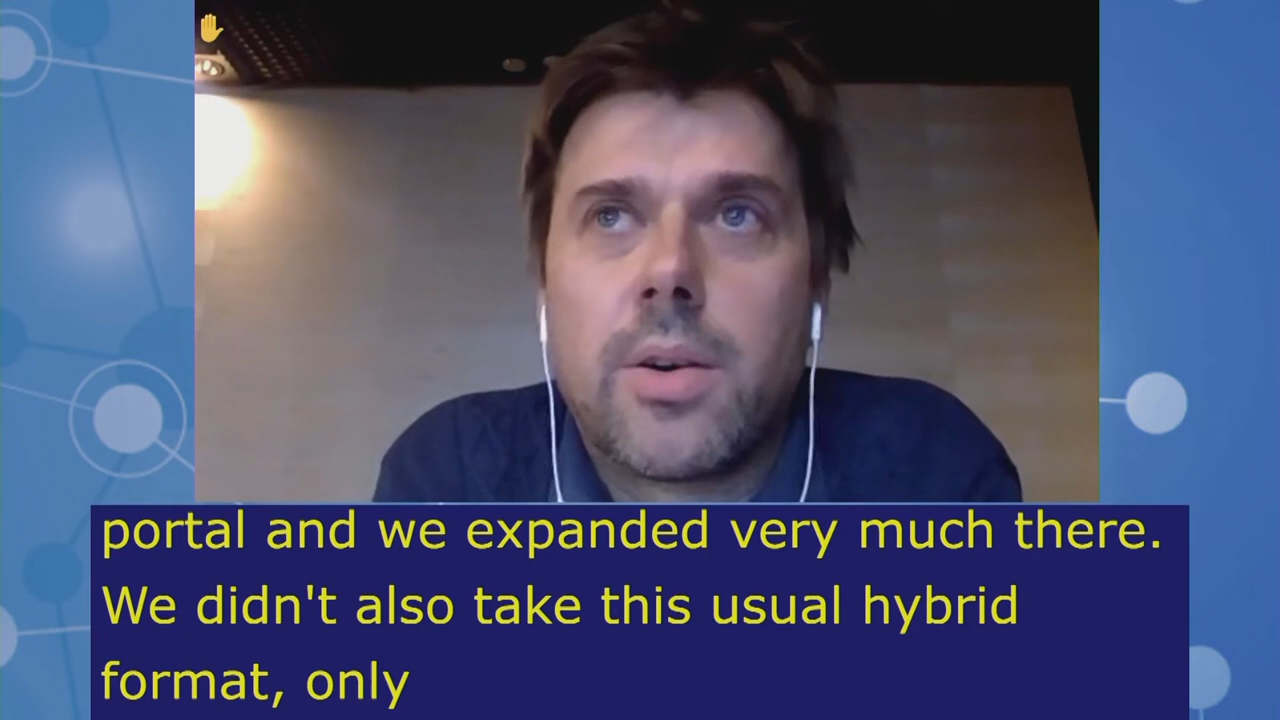 portal and we expanded very much there.
We didn't also take this usual hybrid
format, only